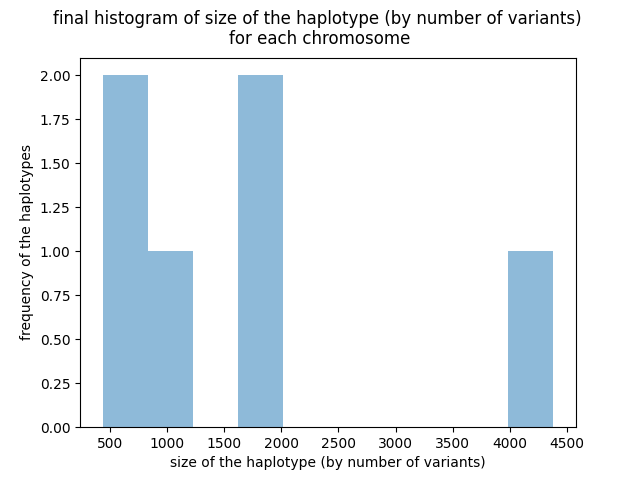 final histogram of size of the haplotype (by number of variants)
for each chromosome
2.00
1.75
1.50
1.25
1.00
0.75
0.50
0.25
0.00
frequency of the haplotypes
500 1000 1500 2000 2500 3000 3500 4000 4500
size of the haplotype (by number of variants)